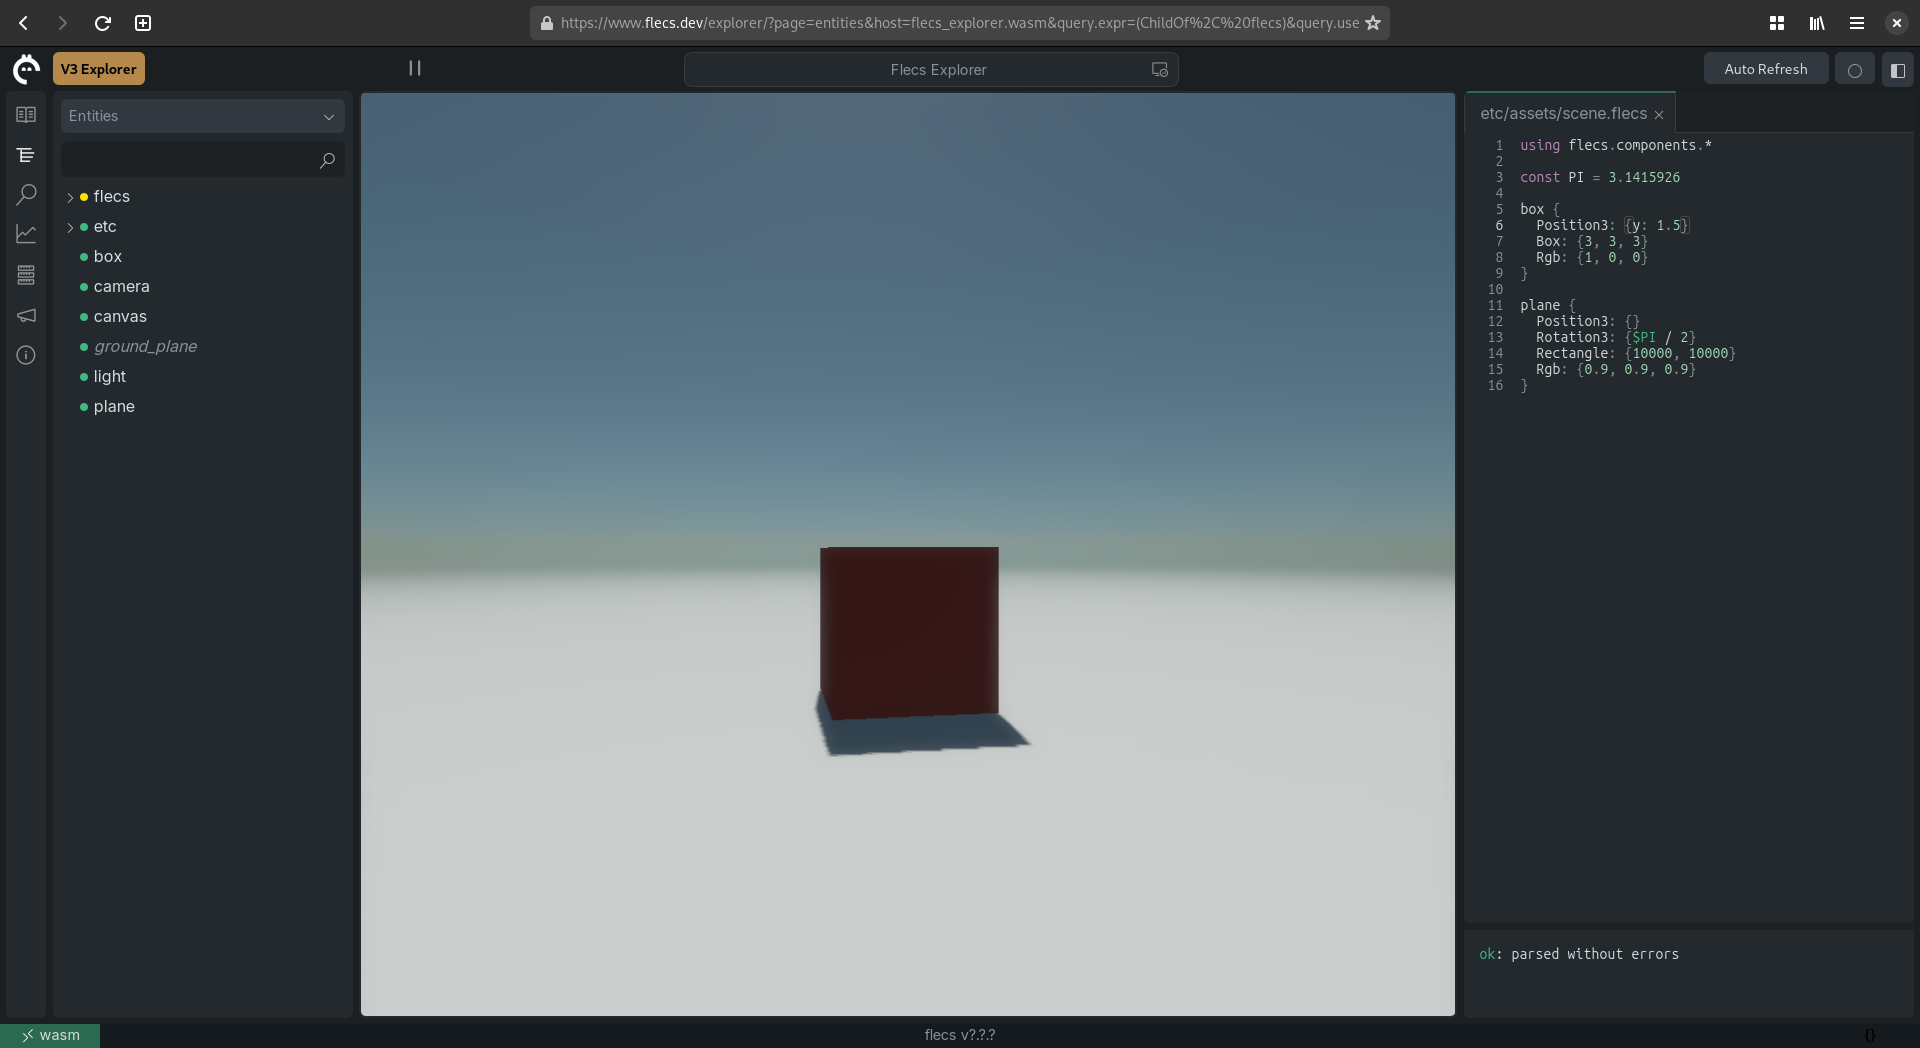 https://www.flecs.dev/explorer/?page=entities&host=flecs_explorer.wasm&query.expr=(ChildOf%2C%20flecs)&query.use
V3 Explorer
Flecs Explorer
Auto Refresh
Entities
flecs
etc
box
camera
canvas
ground_plane
light
plane
etc/assets/scene.flecs
1 using flecs.components.*
2
3 const PI = 3.1415926
4
5 box {
6 Position3: {y: 1.5}
7 Box: {3, 3, 3}
8 Rgb: {1, 0, 0}
9 }
10
11 plane {
12 Position3: {}
13 Rotation3: {$PI / 2}
14 Rectangle: {10000, 10000}
15 Rgb: {0.9, 0.9, 0.9}
16 }
ok: parsed without errors
wasm
flecs v?.?.?
{}